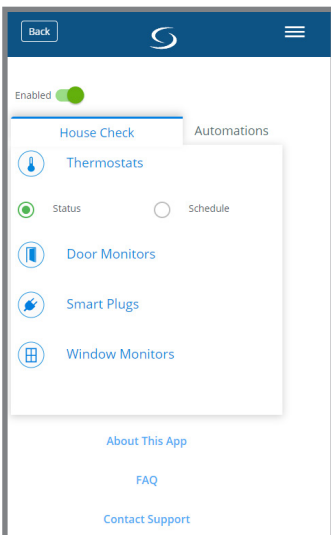 Back
Enabled
House Check Automations
Thermostats
Status Schedule
Door Monitors
Smart Plugs
Window Monitors
About This App
FAQ
Contact Support